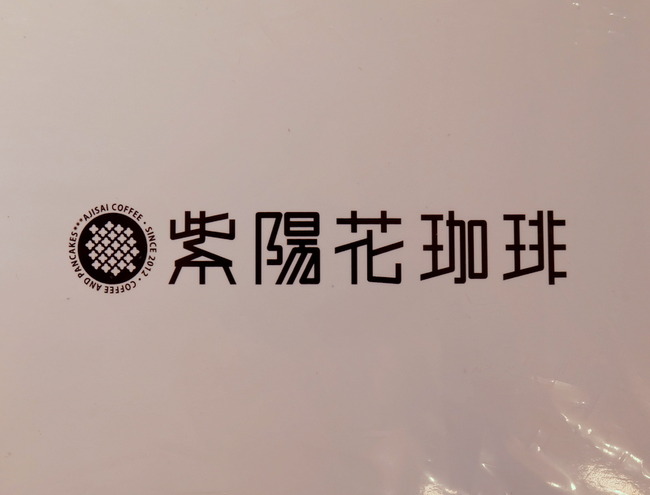 AJISAI COFFEE • SINCE 2012 • COFFEE AND PANCAKES***
紫陽花珈琲